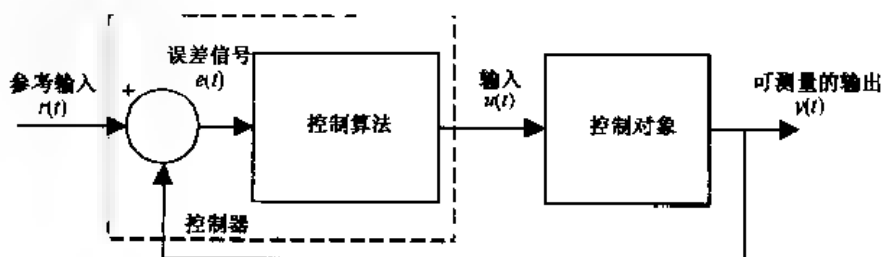 参考输入
r(t)
+
误差信号
e(t)
控制算法
控制器
输入
u(t)
控制对象
可测量的输出
y(t)